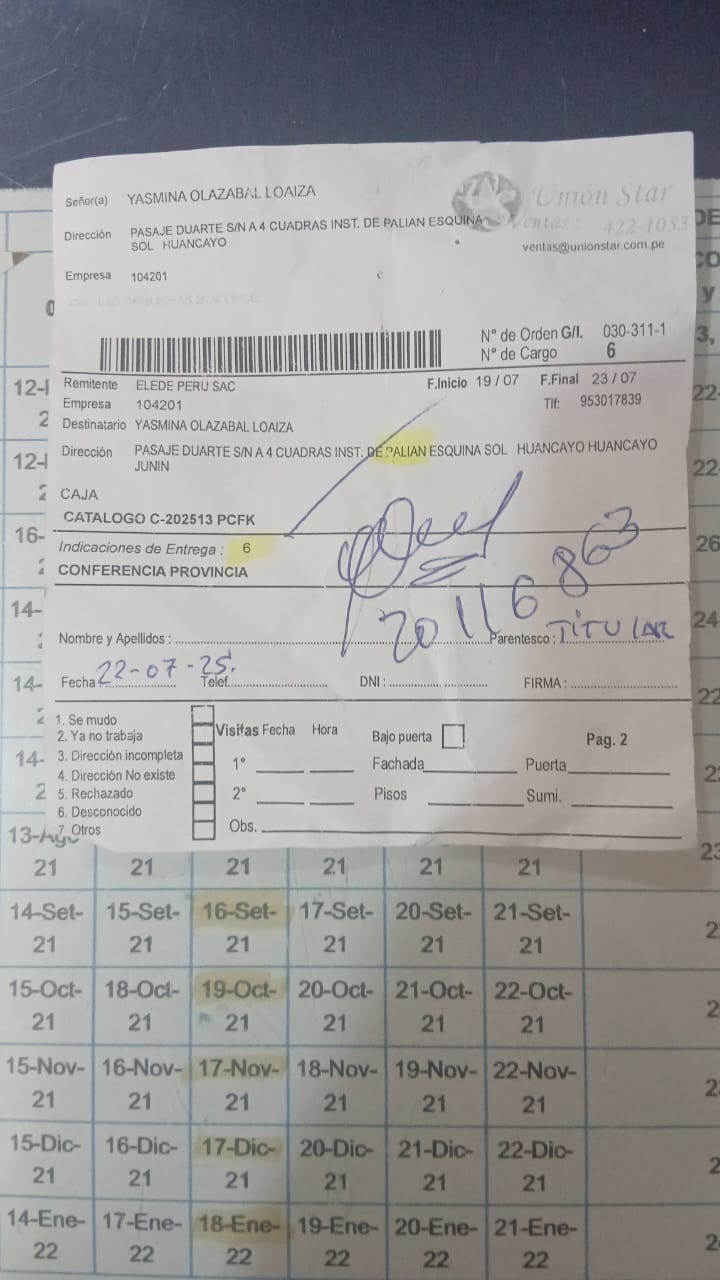 Señor(a) YASMINA OLAZABAL LOAIZA
Unión Star
Dirección PASAJE DUARTE S/N A 4 CUADRAS INST. DE PALIAN ESQUINA
Ventas : 422-1053
SOL HUANCAYO
ventas@unionstar.com.pe
Empresa 104201
N° de Orden G/I. 030-311-1
N° de Cargo 6
Remitente ELEDE PERU SAC
F.Inicio 19 / 07 F.Final 23 / 07
Empresa 104201
Tlf: 953017839
Destinatario YASMINA OLAZABAL LOAIZA
Dirección PASAJE DUARTE S/N A 4 CUADRAS INST. DE PALIAN ESQUINA SOL HUANCAYO HUANCAYO
JUNIN
CAJA
CATALOGO C-202513 PCFK
Indicaciones de Entrega : 6
CONFERENCIA PROVINCIA
20116863
Nombre y Apellidos : Parentesco : TITULAR
Fecha 22-07-25. Telef. DNI : FIRMA :
1. Se mudo
2. Ya no trabaja
3. Dirección incompleta
4. Dirección No existe
5. Rechazado
6. Desconocido
7. Otros
Visitas Fecha Hora Bajo puerta Pag. 2
1° Fachada Puerta
2° Pisos Sumi.
Obs.
13-Ago
21 21 21 21 21 21
14-Set- 15-Set- 16-Set- 17-Set- 20-Set- 21-Set-
21 21 21 21 21 21
15-Oct- 18-Oct- 19-Oct- 20-Oct- 21-Oct- 22-Oct-
21 21 21 21 21 21
15-Nov- 16-Nov- 17-Nov- 18-Nov- 19-Nov- 22-Nov-
21 21 21 21 21 21
15-Dic- 16-Dic- 17-Dic- 20-Dic- 21-Dic- 22-Dic-
21 21 21 21 21 21
14-Ene- 17-Ene- 18-Ene- 19-Ene- 20-Ene- 21-Ene-
22 22 22 22 22 22